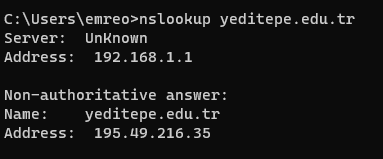 C:\Users\emreo>nslookup yeditepe.edu.tr
Server:  UnKnown
Address:  192.168.1.1

Non-authoritative answer:
Name:    yeditepe.edu.tr
Address:  195.49.216.35